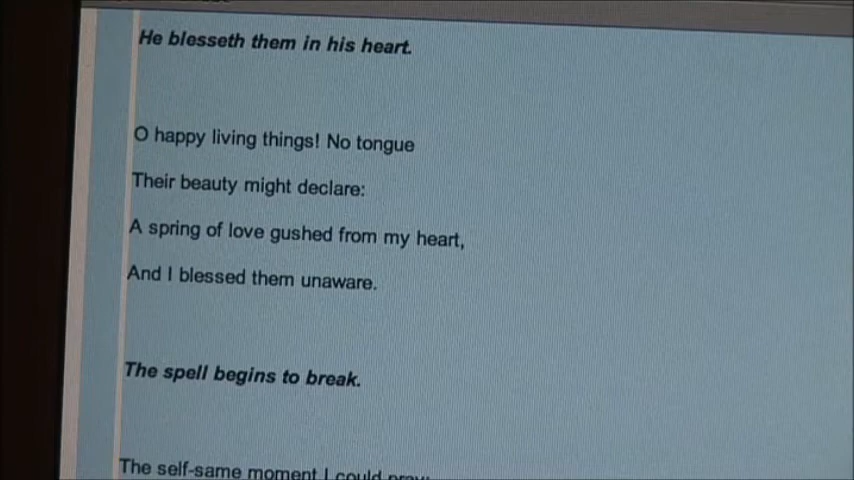 He blesseth them in his heart.
O happy living things! No tongue
Their beauty might declare:
A spring of love gushed from my heart,
And I blessed them unaware.
The spell begins to break.
The self-same moment I could pray;